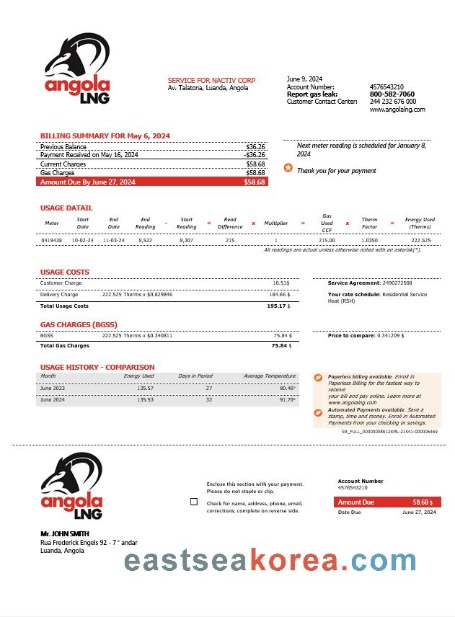 angola
LNG
SERVICE FOR NACTIV CORP
Av. Talatona, Luanda, Angola
June 9, 2024
Account Number: 4576543210
Report gas leak: 800-582-7060
Customer Contact Center: 244 232 676 000
www.angolalng.com
BILLING SUMMARY FOR May 6, 2024
Previous Balance $36.26
Payment Received on May 16, 2024 -$36.26
Current Charges $58.68
Gas Charges $58.68
Amount Due By June 27, 2024 $58.68
Next meter reading is scheduled for January 8,
2024
Thank you for your payment
USAGE DATAIL
Meter Start Date End Date End Reading - Start Reading = Read Difference x Multiplier = Gas Used CCF x Therm Factor = Energy Used (Therms)
10-02-24 11-03-24 8,522 8,307 215 1 215.00 1.0350 222.525
All readings are actual unless otherwise noted with an asterisk(*).
USAGE COSTS
Customer Charge 10.51$
Delivery Charge 222.525 Therms x $0.829946 184.66 $
Total Usage Costs 195.17 $
Service Agreement: 2490272508
Your rate schedule: Residential Service
Heat (RSH)
GAS CHARGES (BGSS)
BGSS 222.525 Therms x $0.340811 75.84 $
Total Gas Charges 75.84 $
Price to compare: 0.341209 $
USAGE HISTORY - COMPARISON
Month Energy Used Days in Period Average Temperature
June 2023 135.57 27 80.46°
June 2024 135.53 32 91.70°
Paperless billing available. Enroll in
Paperless Billing for the fastest way to
receive
your bill and pay online. Learn more at
www.angolalng.com
Automated Payments available. Save a
stamp, time and money. Enroll in Automated
Payments from your checking or savings.
angola
LNG
Enclose this section with your payment.
Please do not staple or clip.
Check for name, address, phone, email,
corrections; complete on reverse side.
Account Number
4576543210
Amount Due 58.68 $
Date Due June 27, 2024
Mr. JOHN SMITH
Rua Frederick Engels 92 - 7° andar
Luanda, Angola
eastseakorea.com